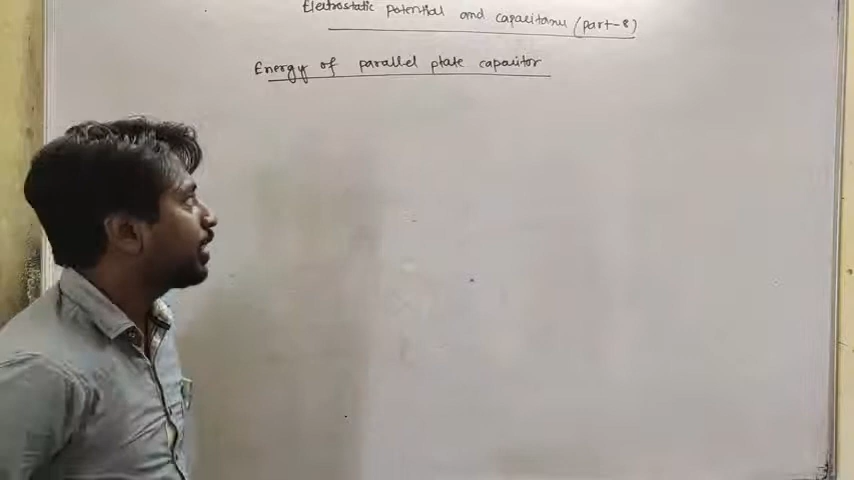 Electrostatic potential and capacitance (part-8)
Energy of parallel plate capacitor